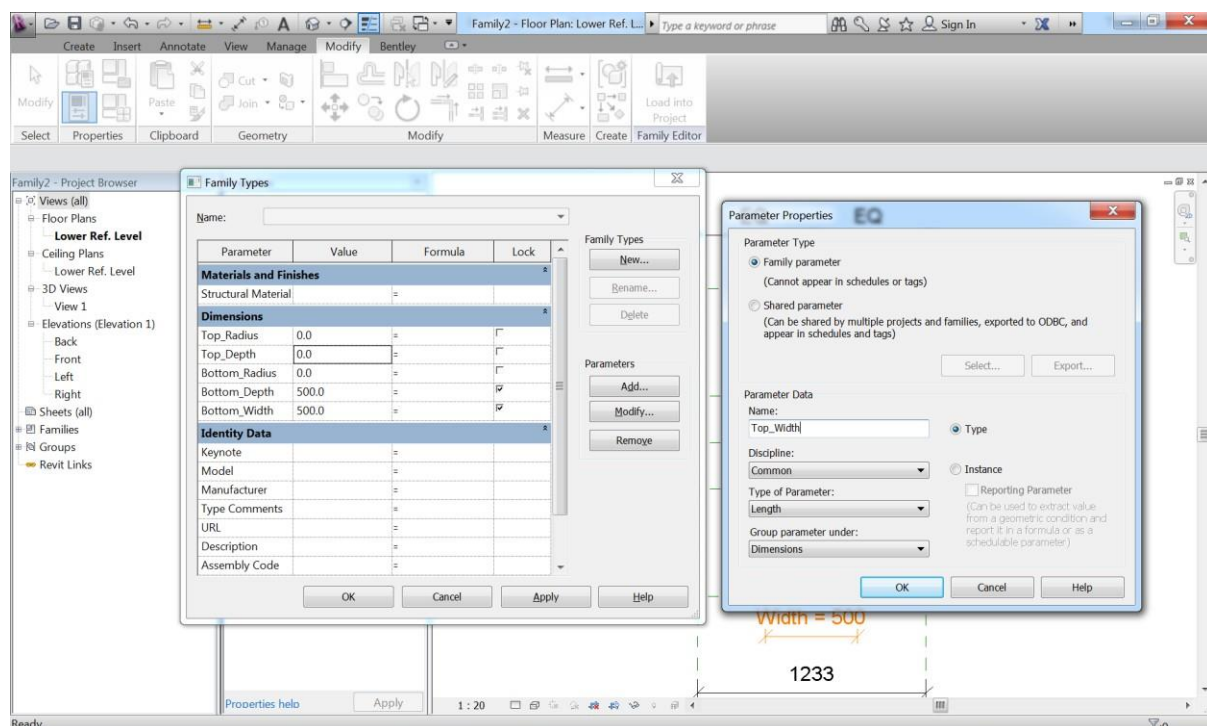 Family2 - Floor Plan: Lower Ref. L...
Type a keyword or phrase
Sign In
Create Insert Annotate View Manage Modify Bentley
Modify
Paste
Cut
Join
Load into
Project
Select Properties Clipboard Geometry Modify Measure Create Family Editor
Family2 - Project Browser
Views (all)
Floor Plans
Lower Ref. Level
Ceiling Plans
Lower Ref. Level
3D Views
View 1
Elevations (Elevation 1)
Back
Front
Left
Right
Sheets (all)
Families
Groups
Revit Links
Family Types
Name:
Parameter Value Formula Lock
Materials and Finishes
Structural Material =
Dimensions
Top_Radius 0.0 =
Top_Depth 0.0 =
Bottom_Radius 0.0 =
Bottom_Depth 500.0 =
Bottom_Width 500.0 =
Identity Data
Keynote =
Model =
Manufacturer =
Type Comments =
URL =
Description =
Assembly Code =
Family Types
New...
Rename...
Delete
Parameters
Add...
Modify...
Remove
OK Cancel Apply Help
Parameter Properties
EQ
Parameter Type
Family parameter
(Cannot appear in schedules or tags)
Shared parameter
(Can be shared by multiple projects and families, exported to ODBC, and
appear in schedules and tags)
Select... Export...
Parameter Data
Name:
Top_Width
Type
Discipline:
Common
Instance
Type of Parameter:
Length
Reporting Parameter
(Can be used to extract value
from a geometric condition and
report it in a formula or as a
schedulable parameter)
Group parameter under:
Dimensions
OK Cancel Help
Width = 500
1233
Properties help Apply
1 : 20
Ready
:0